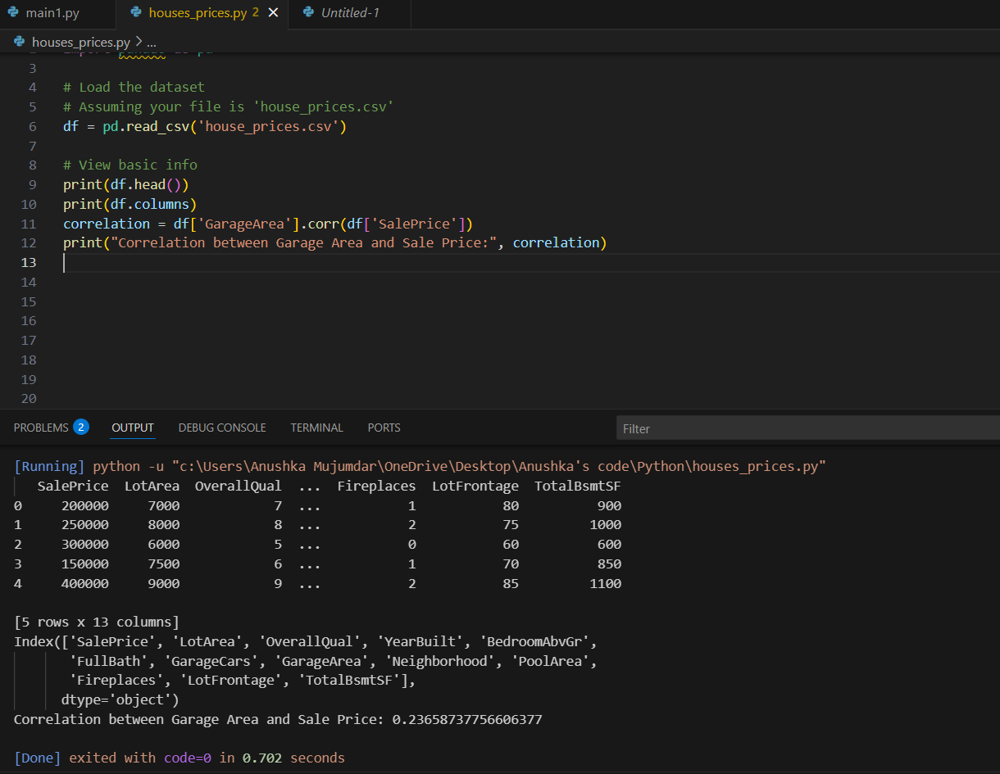 main1.py
houses_prices.py 2
Untitled-1
houses_prices.py > ...
2 import pandas as pd
3
4 # Load the dataset
5 # Assuming your file is 'house_prices.csv'
6 df = pd.read_csv('house_prices.csv')
7
8 # View basic info
9 print(df.head())
10 print(df.columns)
11 correlation = df['GarageArea'].corr(df['SalePrice'])
12 print("Correlation between Garage Area and Sale Price:", correlation)
13
14
15
16
17
18
19
20
PROBLEMS 2 OUTPUT DEBUG CONSOLE TERMINAL PORTS Filter
[Running] python -u "c:\Users\Anushka Mujumdar\OneDrive\Desktop\Anushka's code\Python\houses_prices.py"
   SalePrice  LotArea  OverallQual  ...  Fireplaces  LotFrontage  TotalBsmtSF
0     200000     7000            7  ...           1           80          900
1     250000     8000            8  ...           2           75         1000
2     300000     6000            5  ...           0           60          600
3     150000     7500            6  ...           1           70          850
4     400000     9000            9  ...           2           85         1100
[5 rows x 13 columns]
Index(['SalePrice', 'LotArea', 'OverallQual', 'YearBuilt', 'BedroomAbvGr',
       'FullBath', 'GarageCars', 'GarageArea', 'Neighborhood', 'PoolArea',
       'Fireplaces', 'LotFrontage', 'TotalBsmtSF'],
      dtype='object')
Correlation between Garage Area and Sale Price: 0.23658737756606377
[Done] exited with code=0 in 0.702 seconds